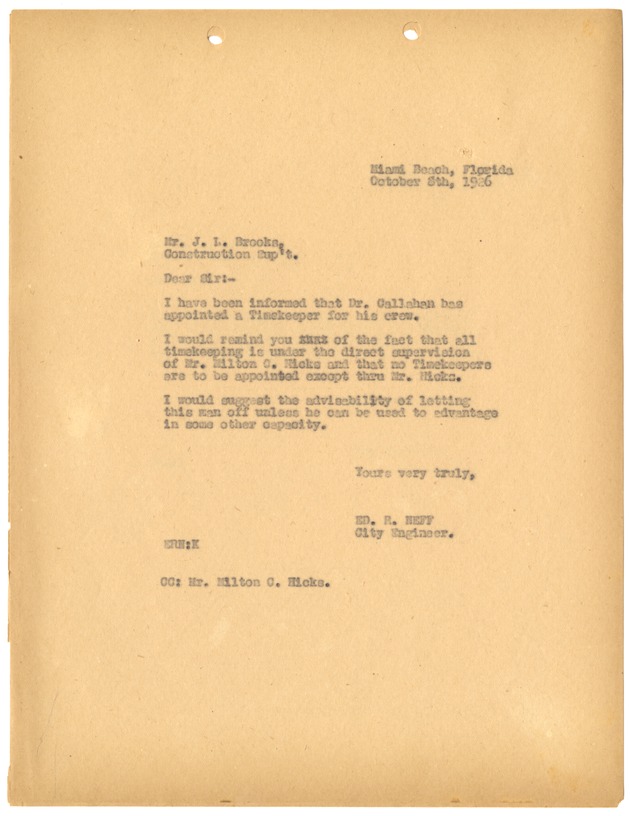 Miami Beach, Florida
October 8th, 1926
Mr. J. L. Brooks,
Construction Sup't.
Dear Sir:-
I have been informed that Dr. Callahan has
appointed a Timekeeper for his crew.
I would remind you of the fact that all
timekeeping is under the direct supervision
of Mr. Milton C. Hicks and that no Timekeepers
are to be appointed except thru Mr. Hicks.
I would suggest the advisability of letting
this man off unless he can be used to advantage
in some other capacity.
Yours very truly,
ED. R. NEFF
City Engineer.
ERN:K
CC: Mr. Milton C. Hicks.